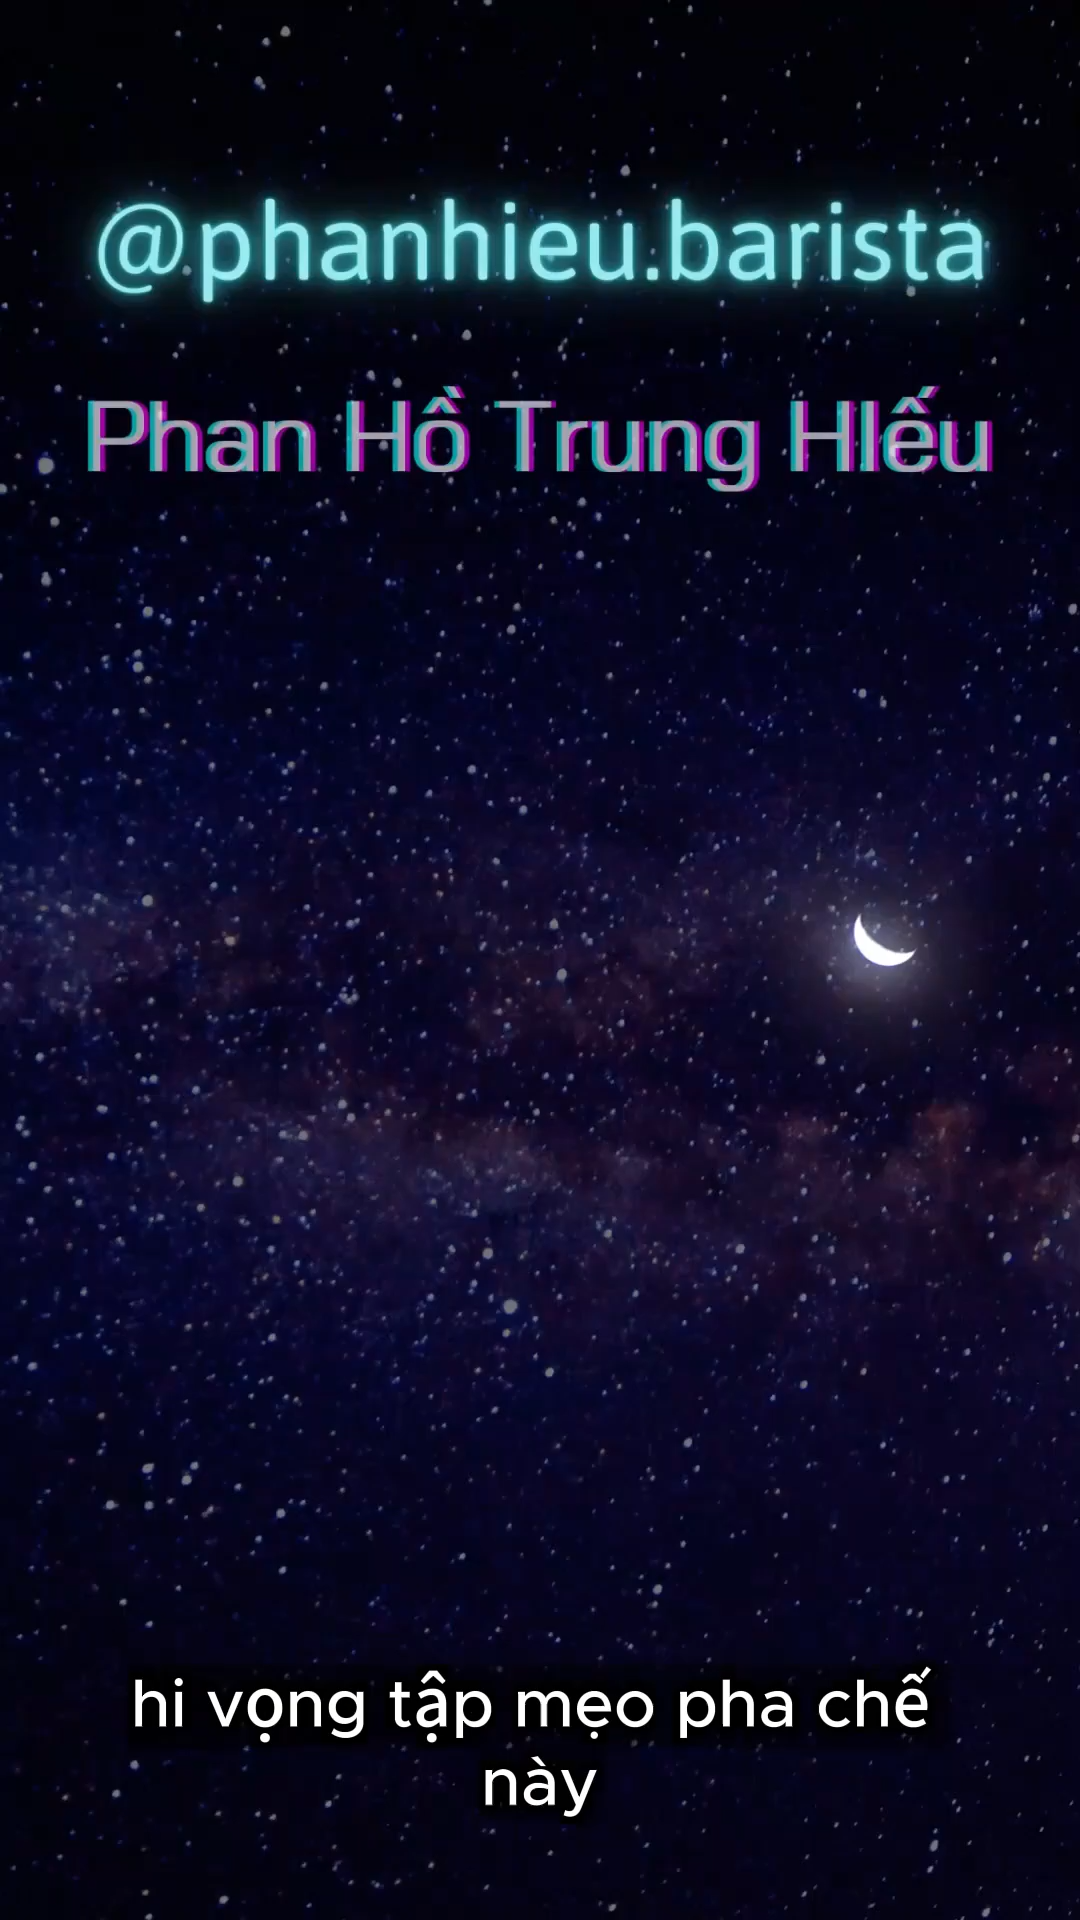 @phanhieu.barista
Phan Hồ Trung HIếu
hi vọng tập mẹo pha chế
này